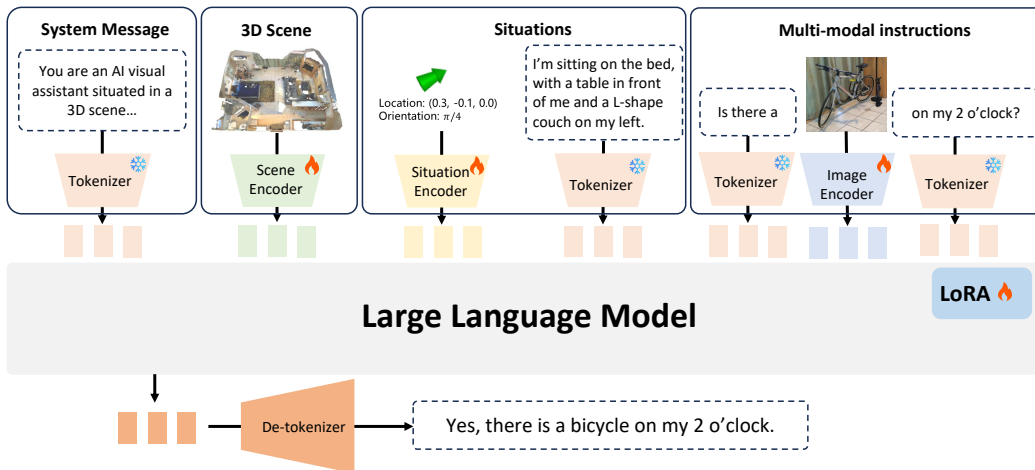 System Message
3D Scene
Situations
Multi-modal instructions
You are an AI visual
assistant situated in a
3D scene…
Location: (0.3, -0.1, 0.0)
Orientation: π/4
I'm sitting on the bed,
with a table in front
of me and a L-shape
couch on my left.
Is there a
on my 2 o'clock?
Tokenizer
Scene
Encoder
Situation
Encoder
Tokenizer
Tokenizer
Image
Encoder
Tokenizer
LoRA
Large Language Model
De-tokenizer
Yes, there is a bicycle on my 2 o'clock.